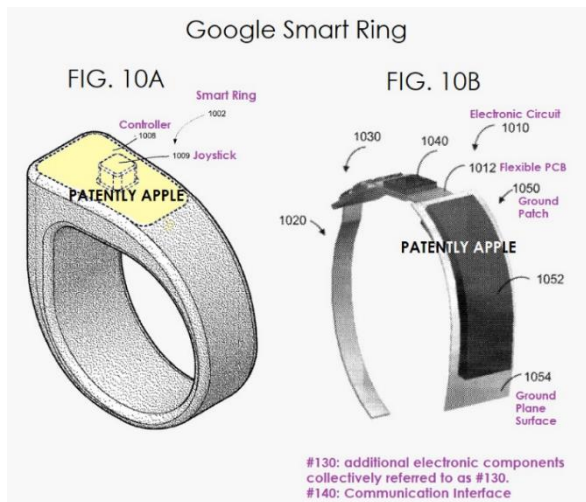 Google Smart Ring
FIG. 10A
Smart Ring
1002
Controller
1008
1009 Joystick
PATENTLY APPLE
FIG. 10B
Electronic Circuit
1010
1030
1040
1012 Flexible PCB
1050
Ground
Patch
1020
PATENTLY APPLE
1052
1054
Ground
Plane
Surface
#130: additional electronic components
collectively referred to as #130.
#140: Communication Interface